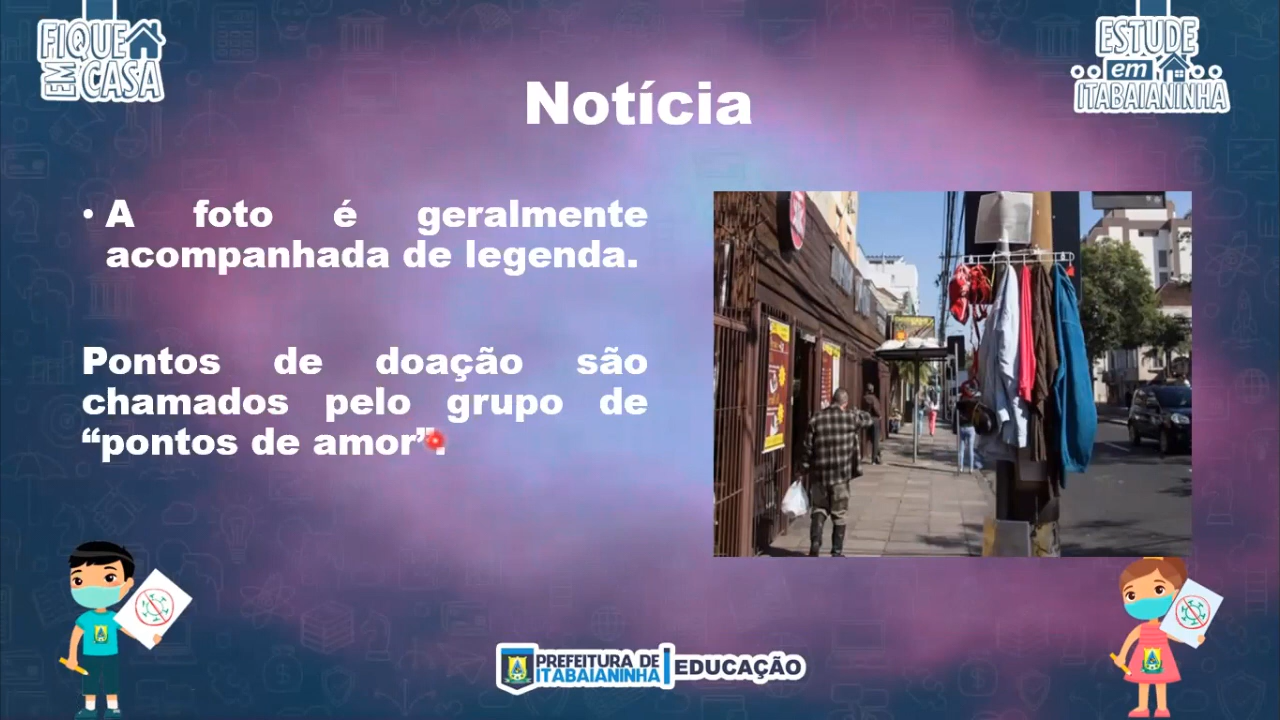 FIQUE
EM CASA
ESTUDE
em
ITABAIANINHA
Notícia
• A foto é geralmente
acompanhada de legenda.
Pontos de doação são
chamados pelo grupo de
“pontos de amor”.
PREFEITURA DE
ITABAIANINHA
EDUCAÇÃO